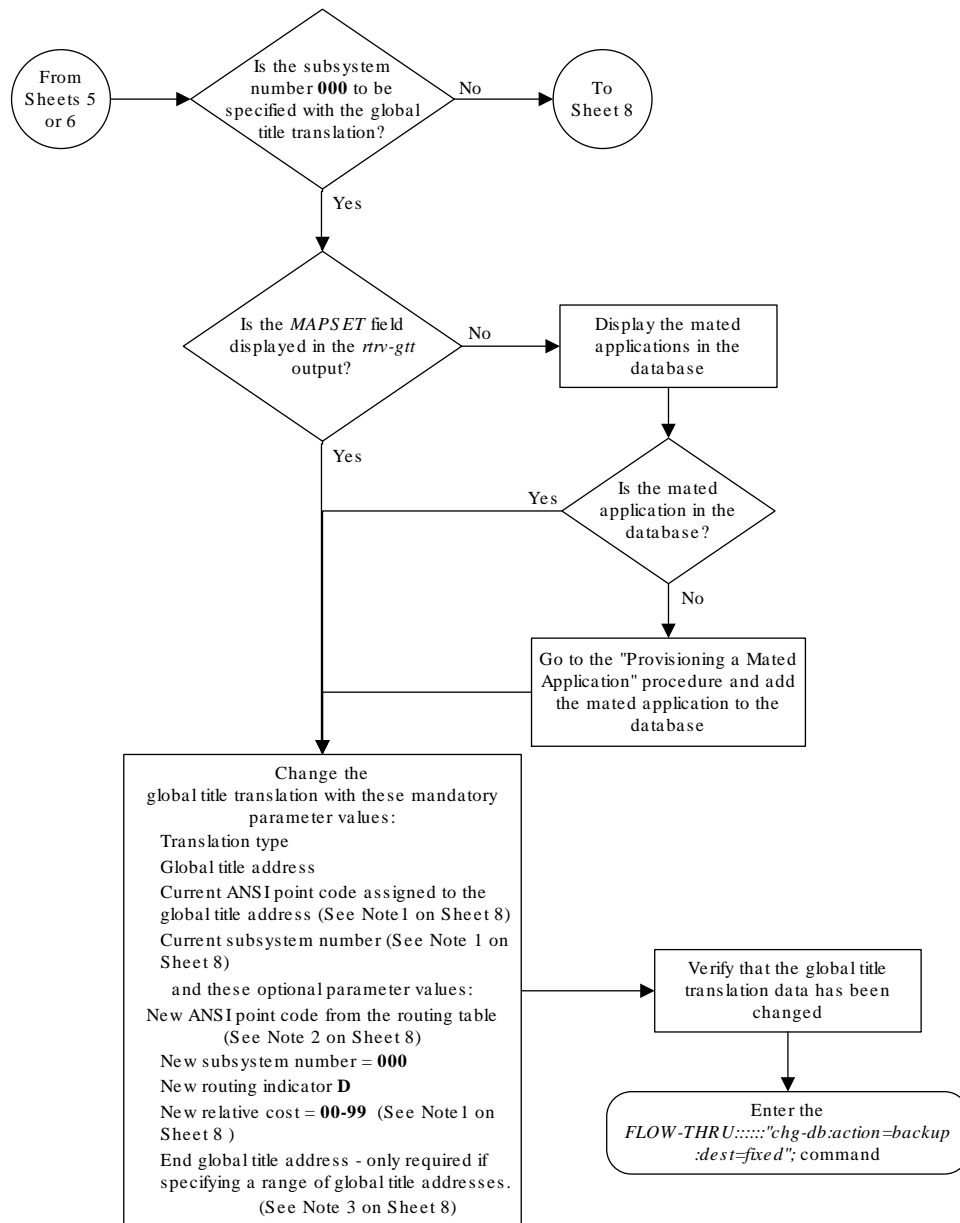 From
Sheets 5
or 6
Is the subsystem
number 000 to be
specified with the global
title translation?
No
To
Sheet 8
Yes
Is the MAPSET field
displayed in the rtrv-gtt
output?
No
Display the mated
applications in the
database
Yes
Is the mated
application in the
database?
Yes
No
Go to the "Provisioning a Mated
Application" procedure and add
the mated application to the
database
Change the
global title translation with these mandatory
parameter values:
Translation type
Global title address
Current ANSI point code assigned to the
global title address (See Note1 on Sheet 8)
Current subsystem number (See Note 1 on
Sheet 8)
and these optional parameter values:
New ANSI point code from the routing table
(See Note 2 on Sheet 8)
New subsystem number = 000
New routing indicator D
New relative cost = 00-99 (See Note1 on
Sheet 8 )
End global title address - only required if
specifying a range of global title addresses.
(See Note 3 on Sheet 8)
Verify that the global title
translation data has been
changed
Enter the
FLOW-THRU::::::"chg-db:action=backup
:dest=fixed"; command